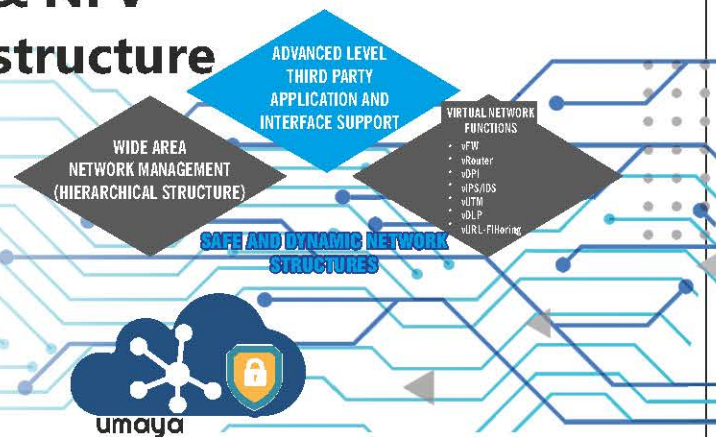 & NFV
structure
ADVANCED LEVEL
THIRD PARTY
APPLICATION AND
INTERFACE SUPPORT
WIDE AREA
NETWORK MANAGEMENT
(HIERARCHICAL STRUCTURE)
VIRTUAL NETWORK
FUNCTIONS
• vFW
• vRouter
• vDPI
• vIPS/IDS
• vUTM
• vDLP
• vURL-FIHoring
SAFE AND DYNAMIC NETWORK
STRUCTURES
umaya